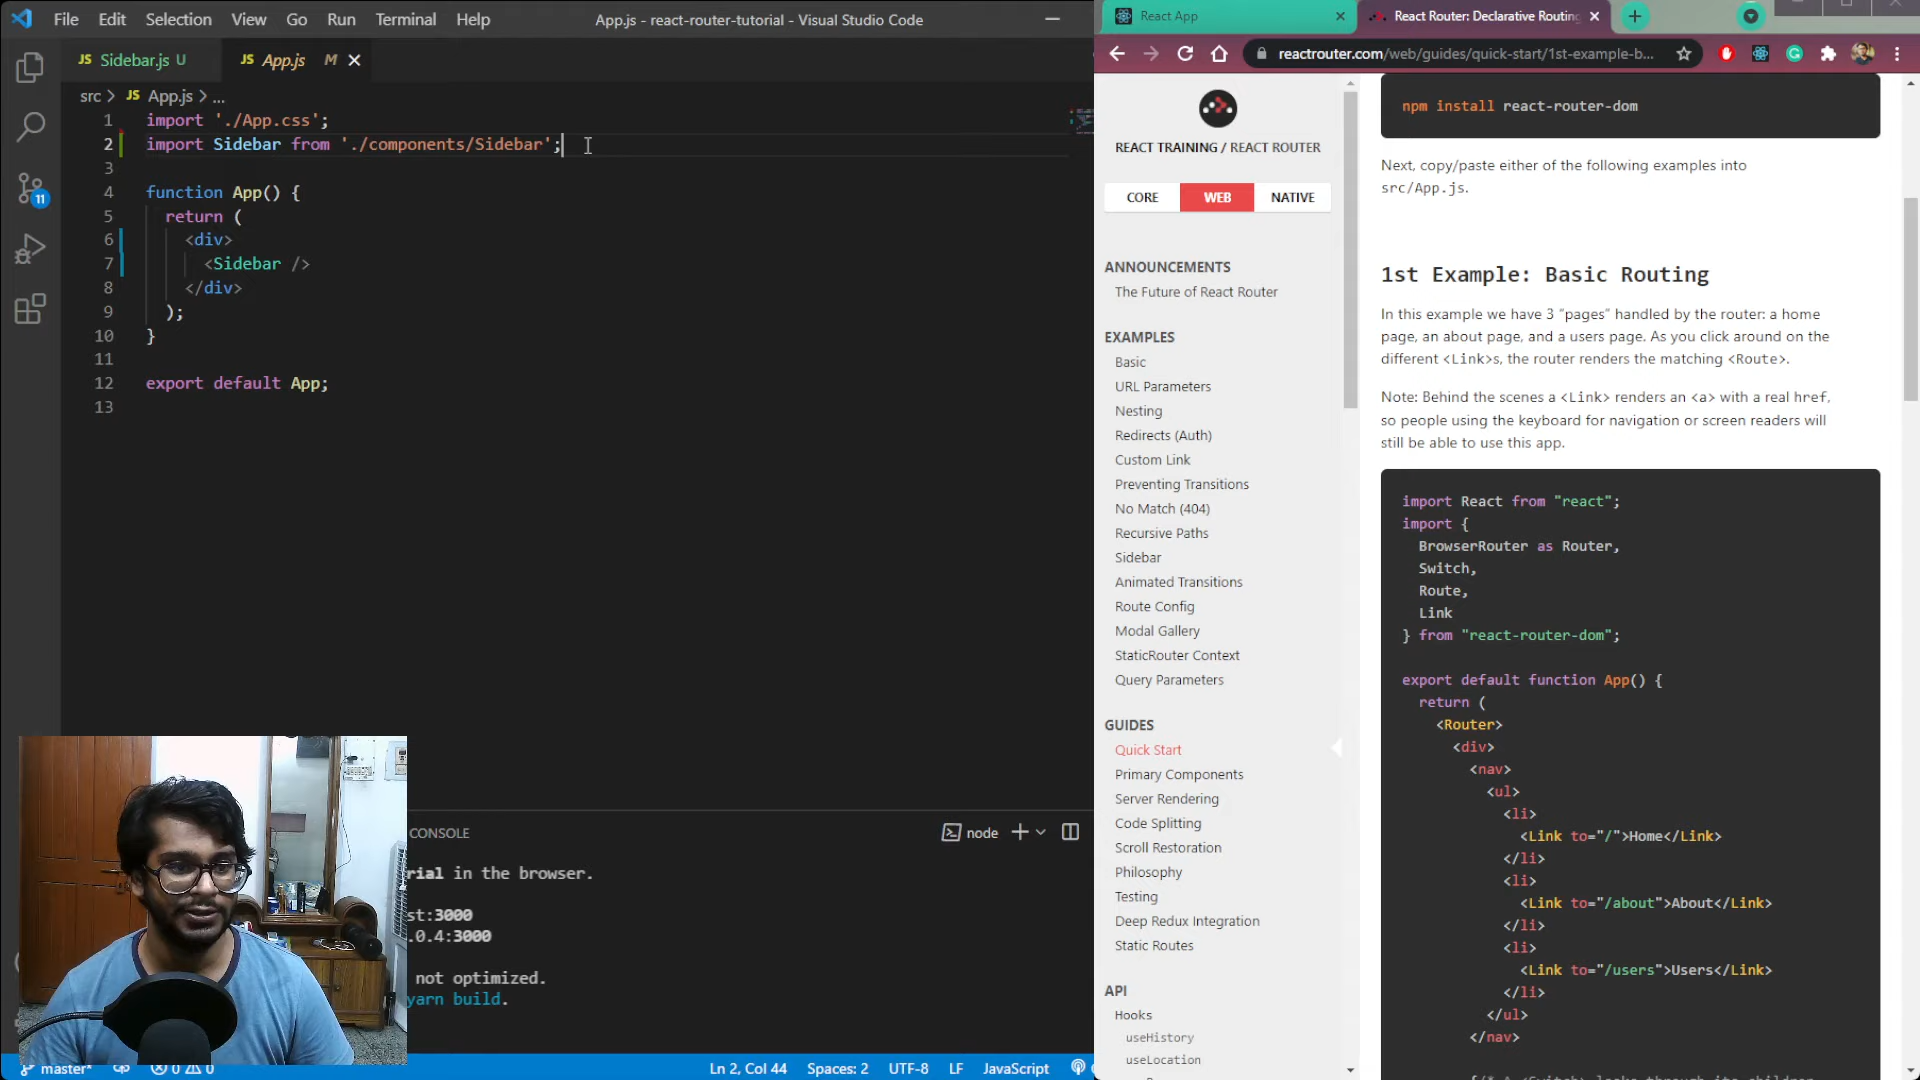 File Edit Selection View Go Run Terminal Help
App.js - react-router-tutorial - Visual Studio Code
JS Sidebar.js U
JS App.js M
src > JS App.js > ...
1 import './App.css';
2 import Sidebar from './components/Sidebar';
3
4 function App() {
5 return (
6 <div>
7 <Sidebar />
8 </div>
9 );
10 }
11
12 export default App;
13
11
CONSOLE
node
rial in the browser.
st:3000
.0.4:3000
not optimized.
yarn build.
master*
0 0
Ln 2, Col 44 Spaces: 2 UTF-8 LF JavaScript
React App
React Router: Declarative Routing
reactrouter.com/web/guides/quick-start/1st-example-b...
REACT TRAINING / REACT ROUTER
CORE WEB NATIVE
ANNOUNCEMENTS
The Future of React Router
EXAMPLES
Basic
URL Parameters
Nesting
Redirects (Auth)
Custom Link
Preventing Transitions
No Match (404)
Recursive Paths
Sidebar
Animated Transitions
Route Config
Modal Gallery
StaticRouter Context
Query Parameters
GUIDES
Quick Start
Primary Components
Server Rendering
Code Splitting
Scroll Restoration
Philosophy
Testing
Deep Redux Integration
Static Routes
API
Hooks
useHistory
useLocation
npm install react-router-dom
Next, copy/paste either of the following examples into
src/App.js.
1st Example: Basic Routing
In this example we have 3 “pages” handled by the router: a home
page, an about page, and a users page. As you click around on the
different <Link>s, the router renders the matching <Route>.
Note: Behind the scenes a <Link> renders an <a> with a real href,
so people using the keyboard for navigation or screen readers will
still be able to use this app.
import React from "react";
import {
BrowserRouter as Router,
Switch,
Route,
Link
} from "react-router-dom";
export default function App() {
return (
<Router>
<div>
<nav>
<ul>
<li>
<Link to="/">Home</Link>
</li>
<li>
<Link to="/about">About</Link>
</li>
<li>
<Link to="/users">Users</Link>
</li>
</ul>
</nav>
{/* A <Switch> looks through its children